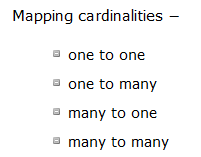 Mapping cardinalities −
one to one
one to many
many to one
many to many